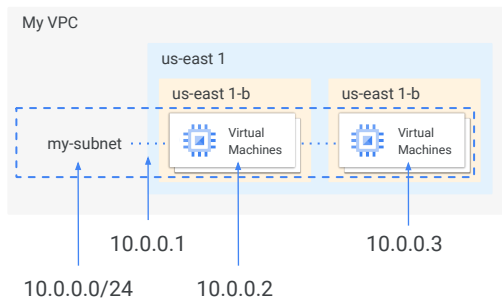 My VPC
us-east 1
us-east 1-b
us-east 1-b
my-subnet
Virtual
Machines
Virtual
Machines
10.0.0.1
10.0.0.3
10.0.0.0/24
10.0.0.2